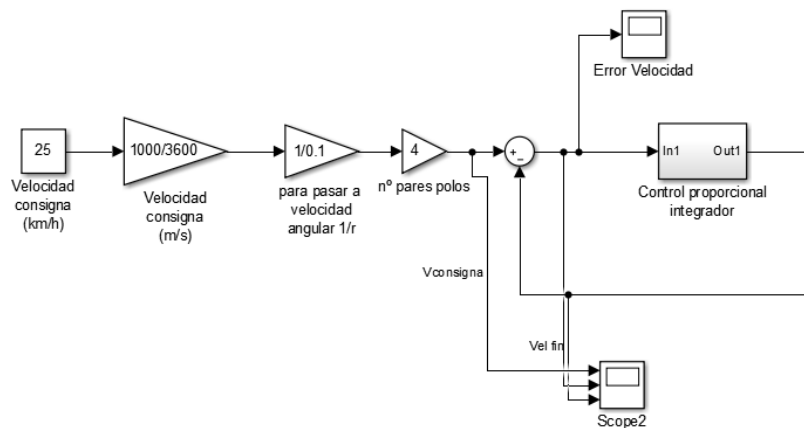 Error Velocidad
25
1000/3600
1/0.1
4
+
−
In1
Out1
Velocidad
consigna
(km/h)
Velocidad
consigna
(m/s)
para pasar a
velocidad
angular 1/r
nº pares polos
Control proporcional
integrador
Vconsigna
Vel fin
Scope2